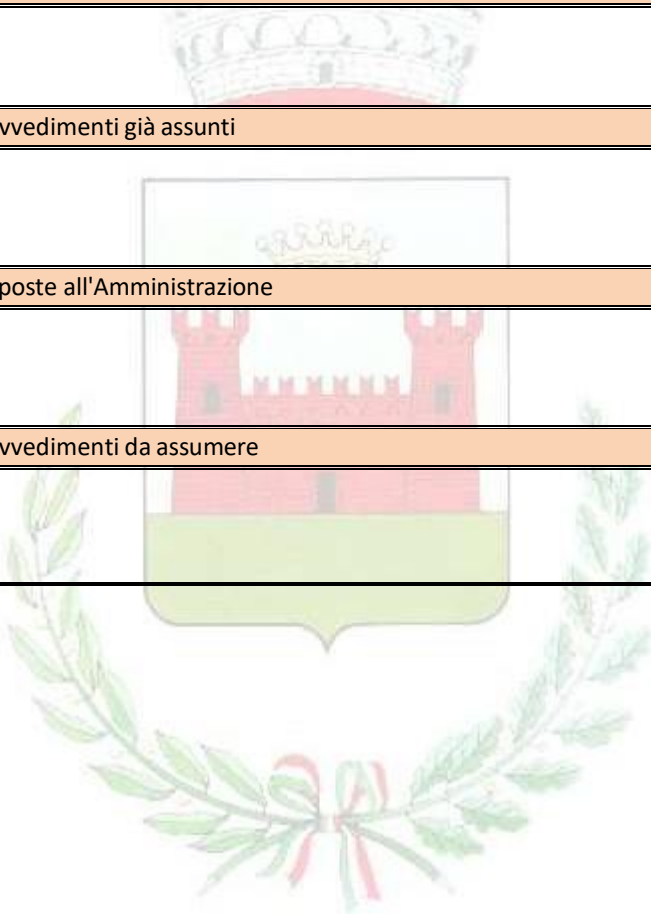 vvedimenti già assunti
poste all'Amministrazione
vvedimenti da assumere